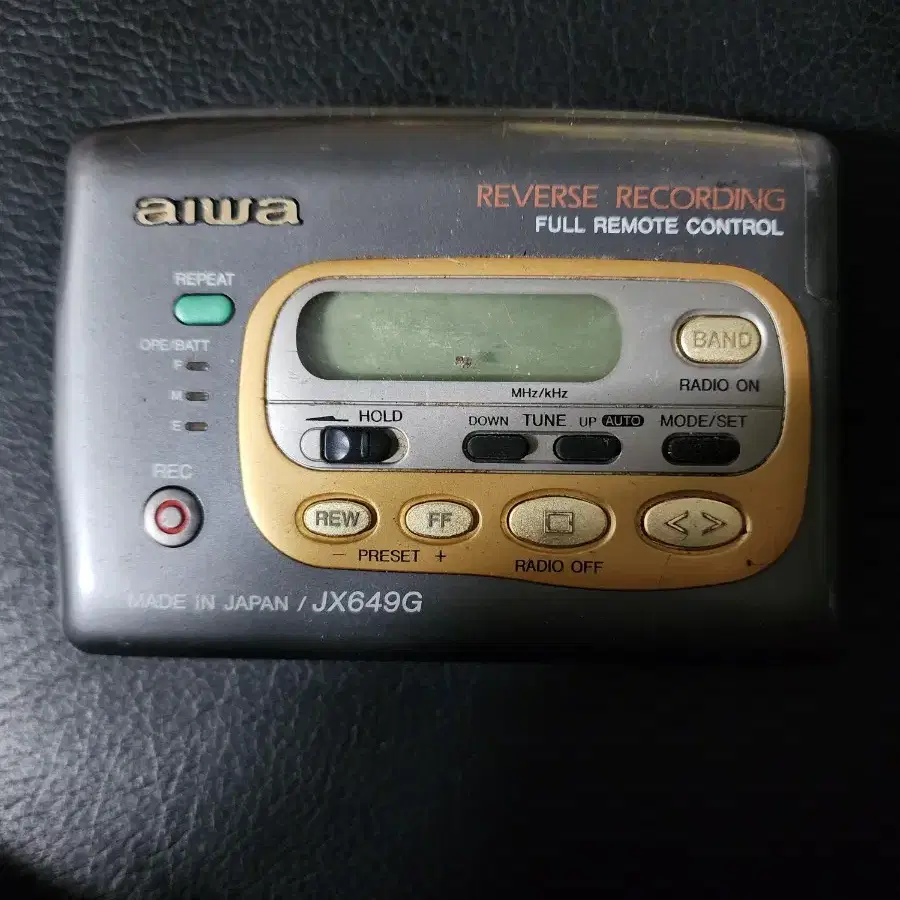 aiwa
REVERSE RECORDING
FULL REMOTE CONTROL
REPEAT
OPE/BATT
F
M
E
MHz/kHz
BAND
RADIO ON
HOLD
DOWN TUNE UP AUTO
MODE/SET
REC
REW
FF
- PRESET +
RADIO OFF
MADE IN JAPAN / JX649G